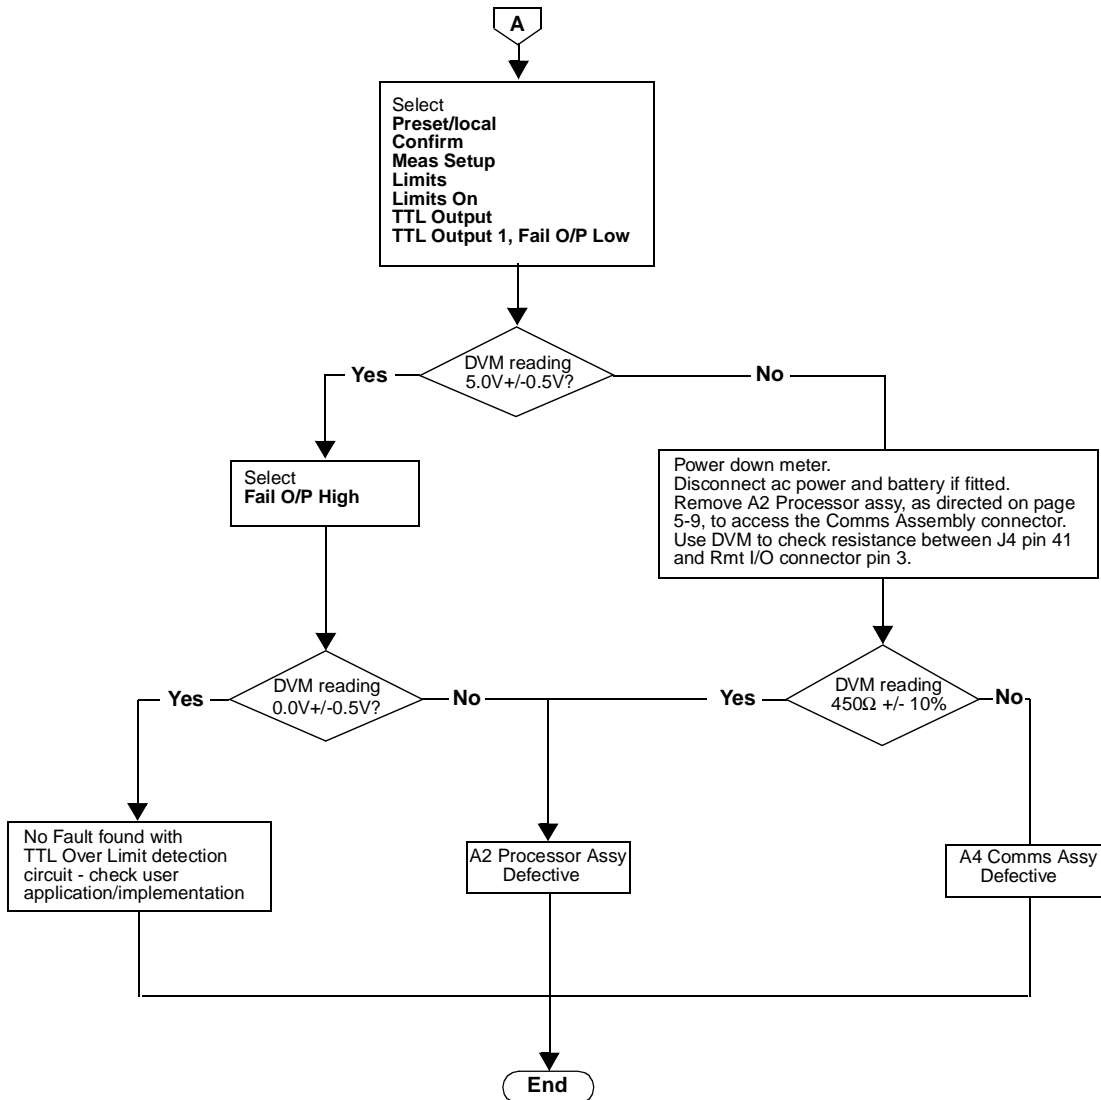 A
Select
Preset/local
Confirm
Meas Setup
Limits
Limits On
TTL Output
TTL Output 1, Fail O/P Low
DVM reading
5.0V+/-0.5V?
Yes
No
Select
Fail O/P High
Power down meter.
Disconnect ac power and battery if fitted.
Remove A2 Processor assy, as directed on page
5-9, to access the Comms Assembly connector.
Use DVM to check resistance between J4 pin 41
and Rmt I/O connector pin 3.
DVM reading
0.0V+/-0.5V?
Yes
No
DVM reading
450Ω +/- 10%
Yes
No
No Fault found with
TTL Over Limit detection
circuit - check user
application/implementation
A2 Processor Assy
Defective
A4 Comms Assy
Defective
End